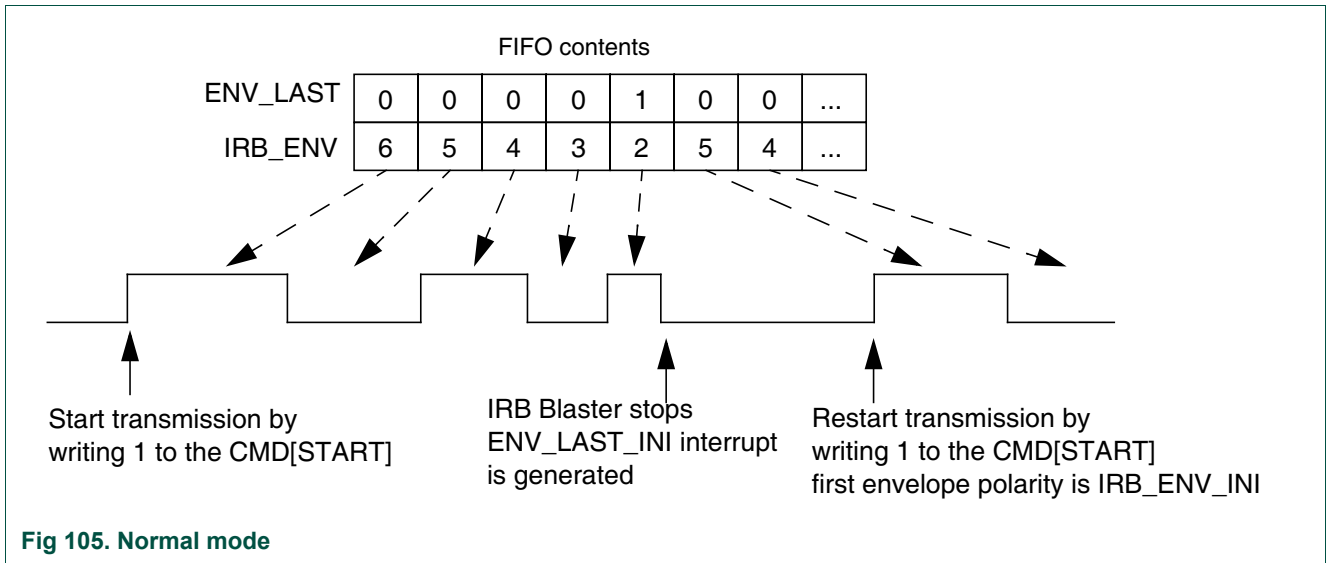 FIFO contents
ENV_LAST 0 0 0 0 1 0 0 ...
IRB_ENV 6 5 4 3 2 5 4 ...
Start transmission by
writing 1 to the CMD[START]
IRB Blaster stops
ENV_LAST_INI interrupt
is generated
Restart transmission by
writing 1 to the CMD[START]
first envelope polarity is IRB_ENV_INI
Fig 105. Normal mode